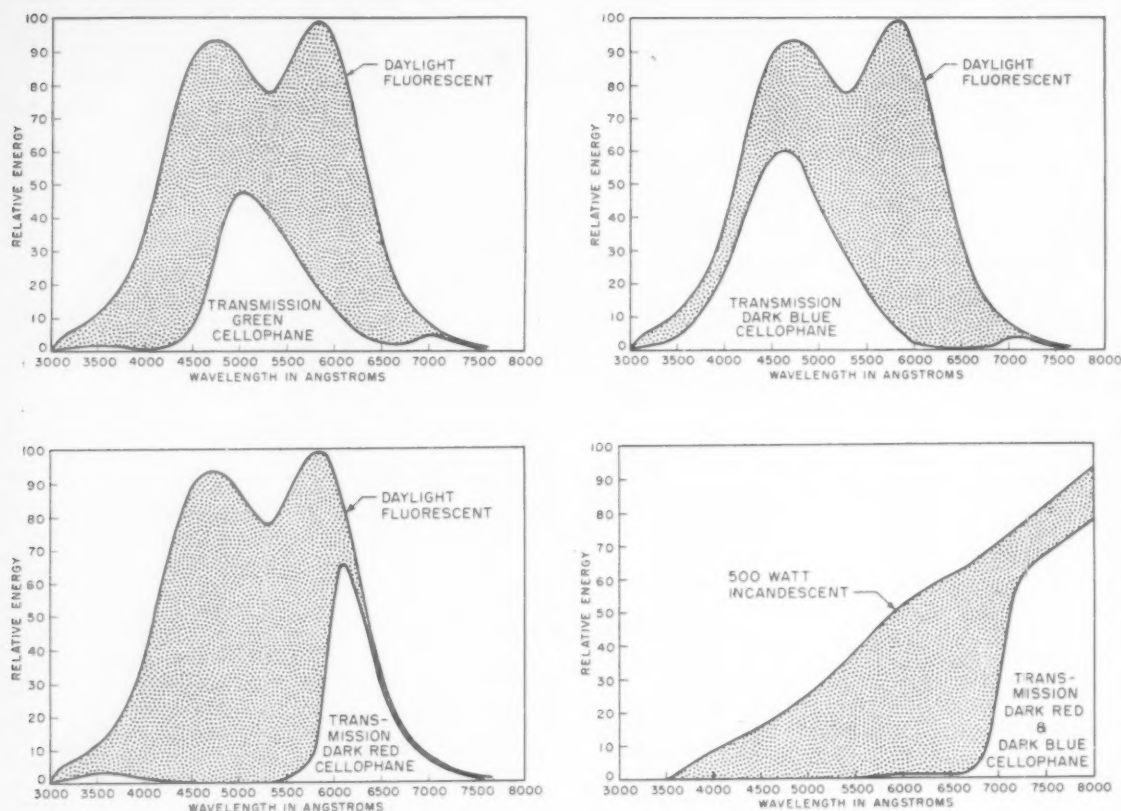 RELATIVE ENERGY
100
90
80
70
60
50
40
30
20
10
0
DAYLIGHT
FLUORESCENT
TRANSMISSION
GREEN
CELLOPHANE
3000 3500 4000 4500 5000 5500 6000 6500 7000 7500 8000
WAVELENGTH IN ANGSTROMS
RELATIVE ENERGY
100
90
80
70
60
50
40
30
20
10
0
DAYLIGHT
FLUORESCENT
TRANSMISSION
DARK BLUE
CELLOPHANE
3000 3500 4000 4500 5000 5500 6000 6500 7000 7500 8000
WAVELENGTH IN ANGSTROMS
RELATIVE ENERGY
100
90
80
70
60
50
40
30
20
10
0
DAYLIGHT
FLUORESCENT
TRANS-
MISSION
DARK RED
CELLOPHANE
3000 3500 4000 4500 5000 5500 6000 6500 7000 7500 8000
WAVELENGTH IN ANGSTROMS
RELATIVE ENERGY
100
90
80
70
60
50
40
30
20
10
0
500 WATT
INCANDESCENT
TRANS-
MISSION
DARK RED
&
DARK BLUE
CELLOPHANE
3000 3500 4000 4500 5000 5500 6000 6500 7000 7500 8000
WAVELENGTH IN ANGSTROMS